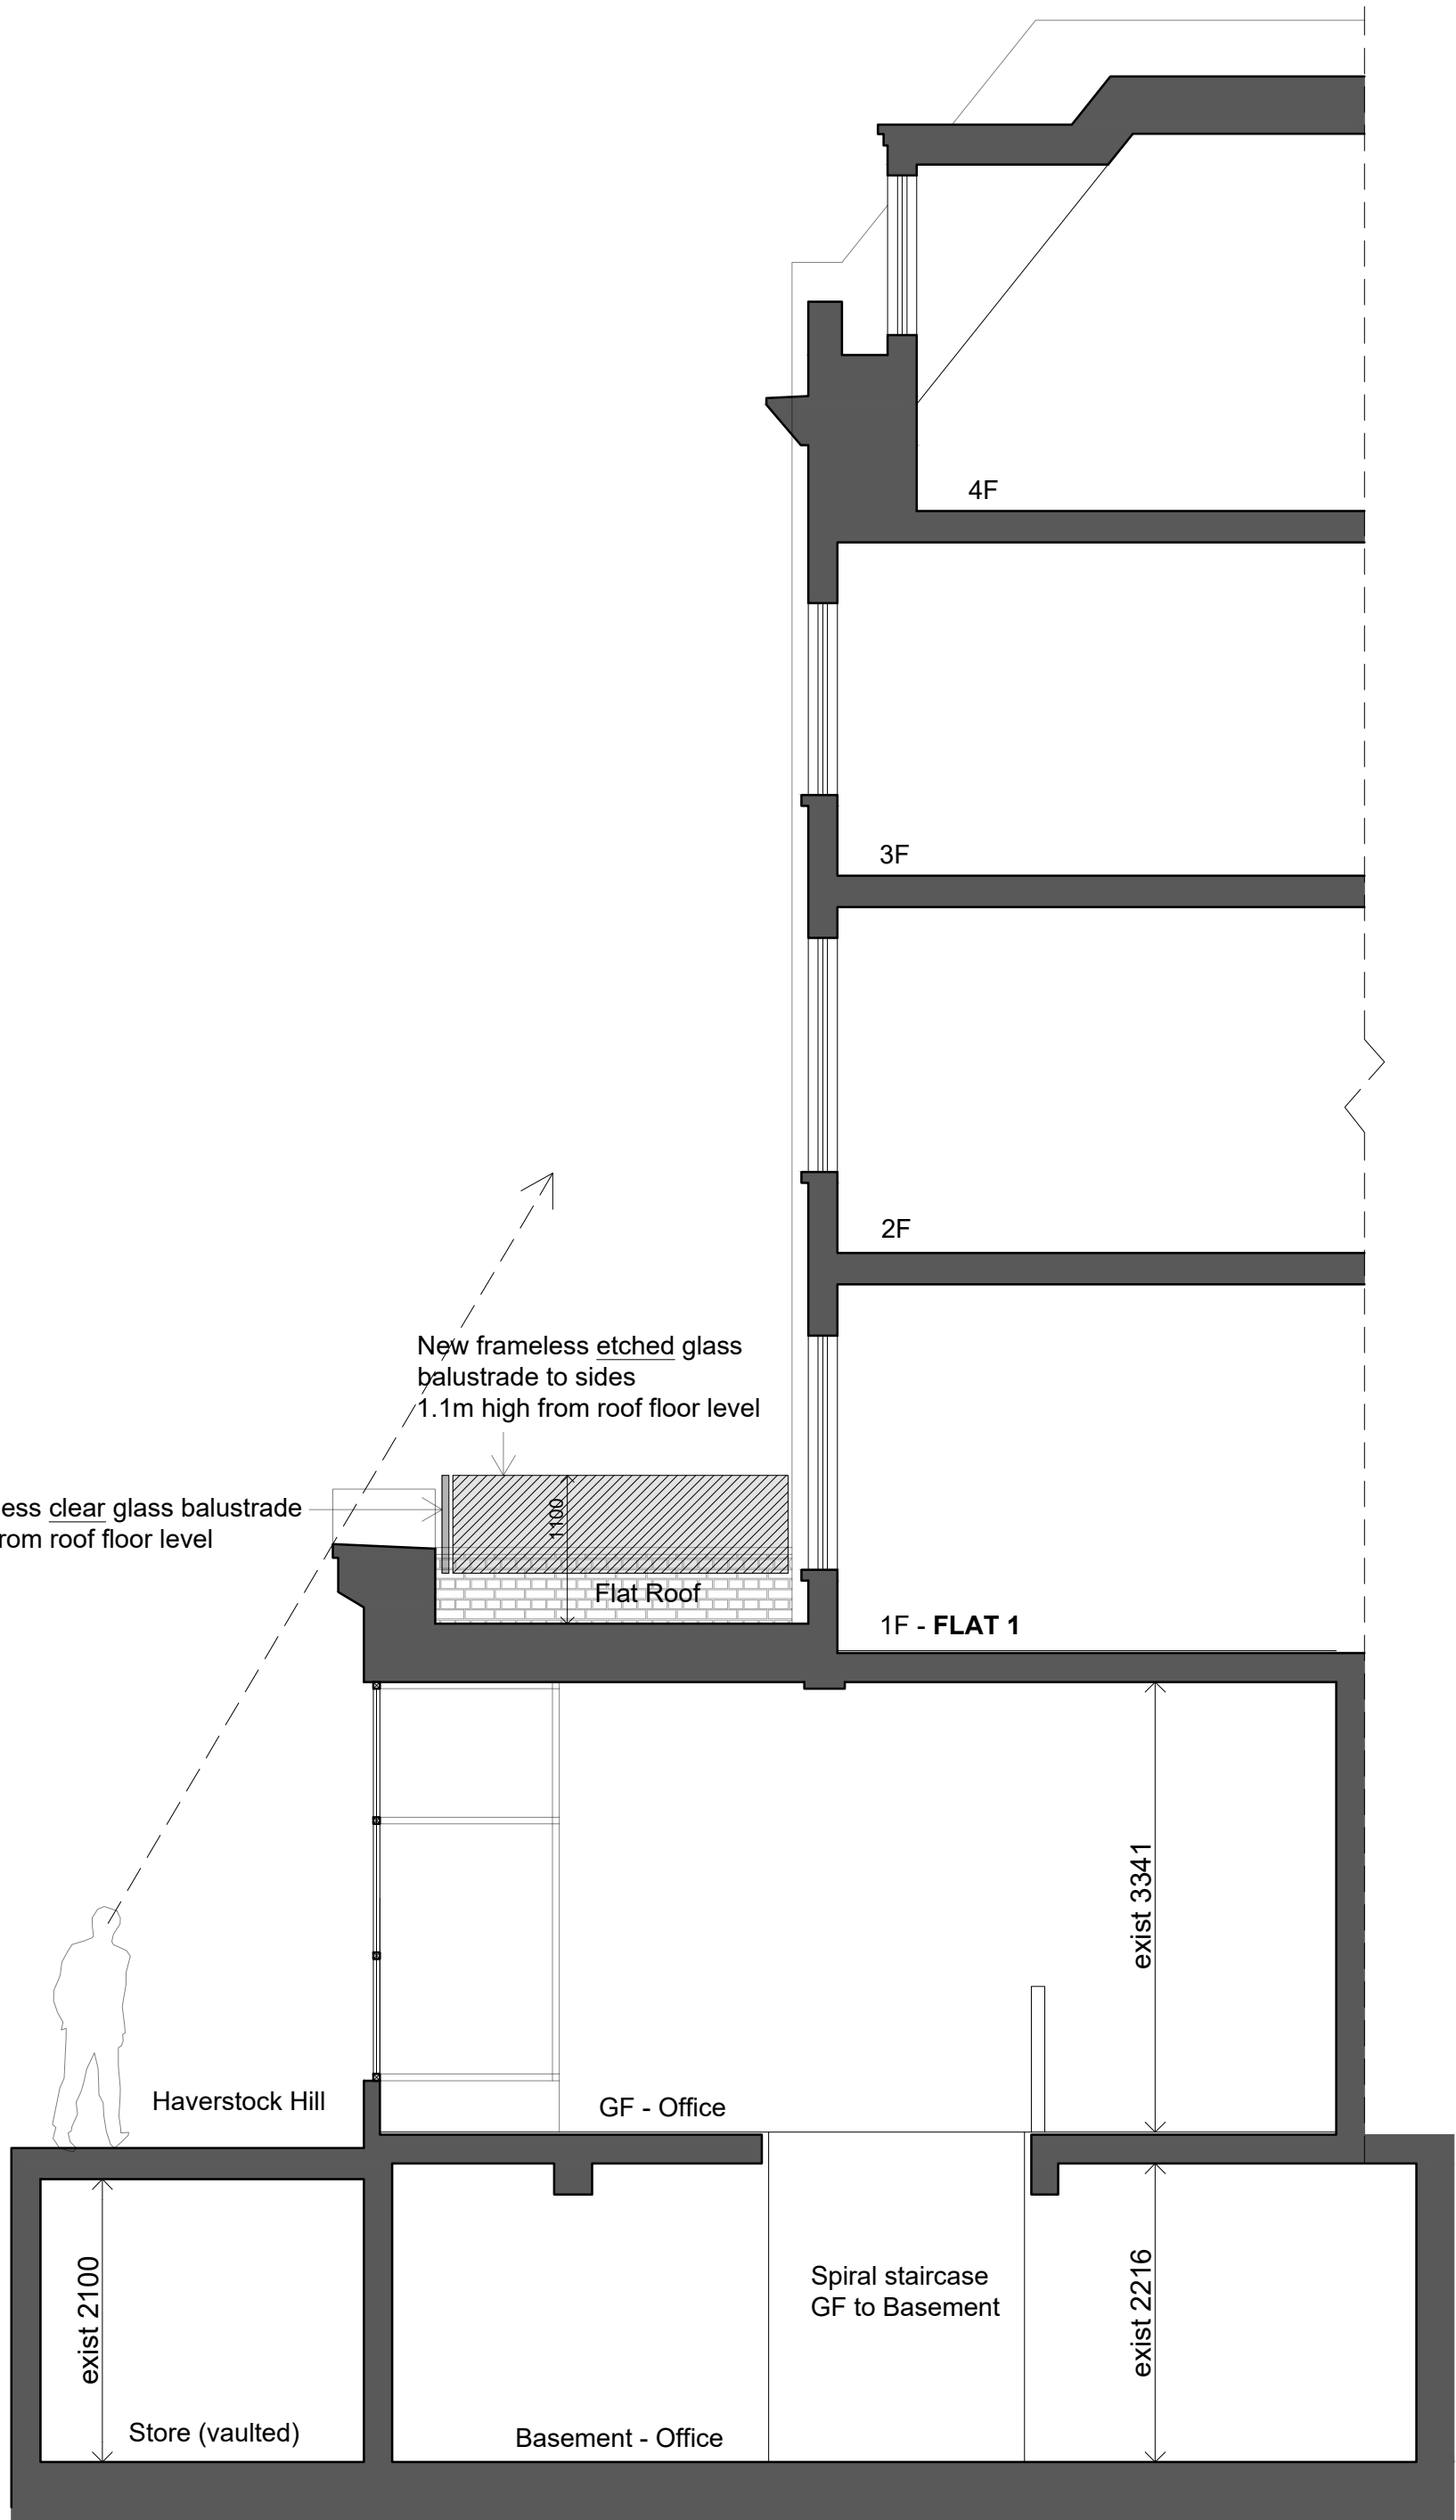 4F
3F
2F
New frameless etched glass
balustrade to sides
1.1m high from roof floor level
clear glass balustrade
roof floor level
1100
Flat Roof
1F - FLAT 1
exist 3341
Haverstock Hill
GF - Office
Spiral staircase
GF to Basement
exist 2100
exist 2216
Store (vaulted)
Basement - Office